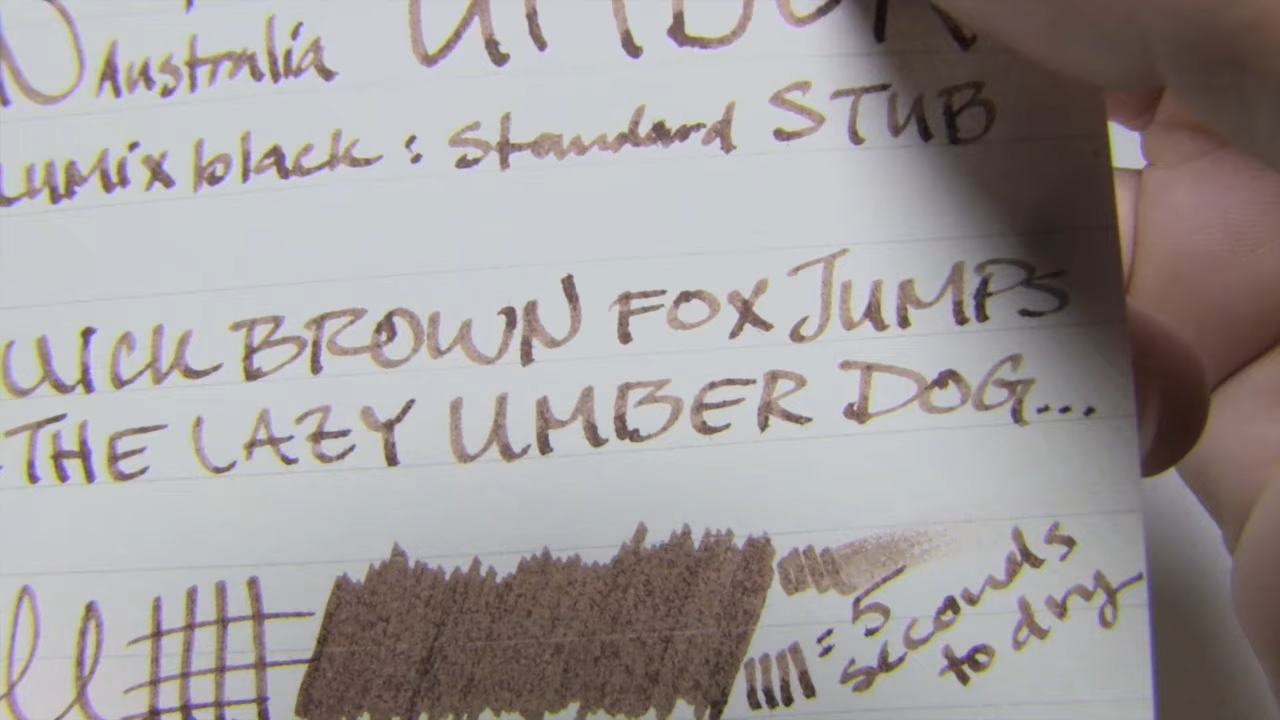 Australia
black : Standard STUB
BROWN FOX JUMPS
THE LAZY UMBER DOG...
= 5
seconds
to dry